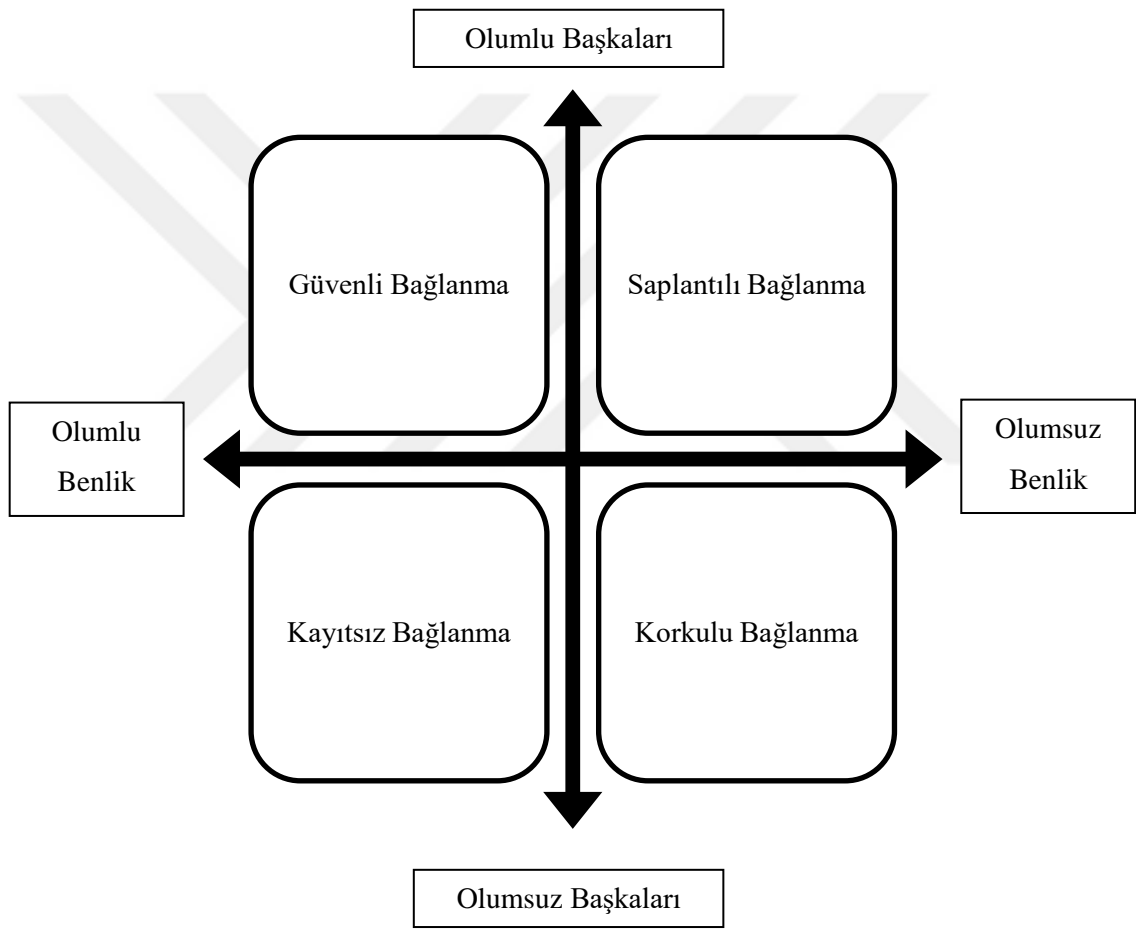 Olumlu Başkaları
Güvenli Bağlanma
Saplantılı Bağlanma
Olumlu
Benlik
Olumsuz
Benlik
Kayıtsız Bağlanma
Korkulu Bağlanma
Olumsuz Başkaları